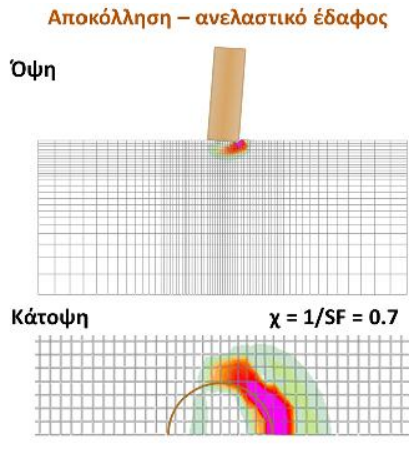 Αποκόλληση – ανελαστικό έδαφος
Όψη
Κάτοψη χ = 1/SF = 0.7